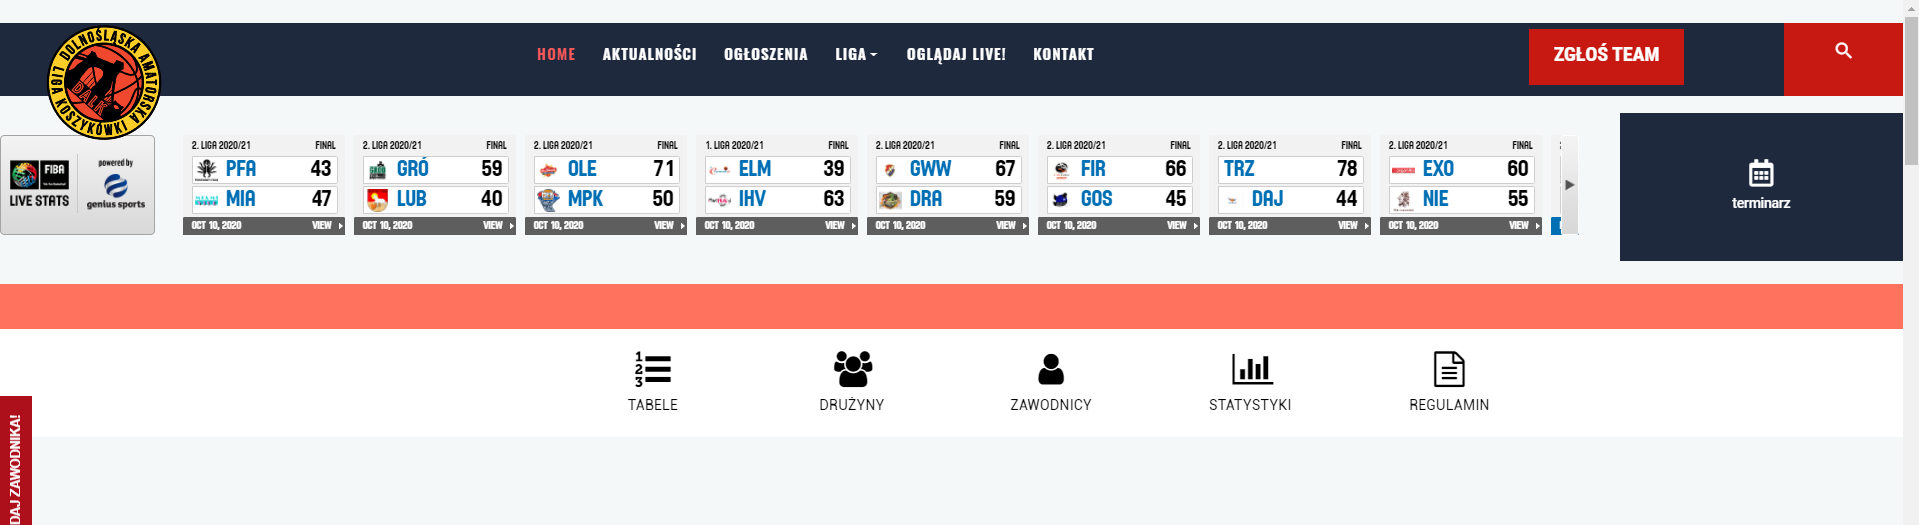 DOLNOŚLĄSKA AMATORSKA
LIGA KOSZYKÓWKI
DALK
HOME
AKTUALNOŚCI
OGŁOSZENIA
LIGA
OGLĄDAJ LIVE!
KONTAKT
ZGŁOŚ TEAM
FIBA
LIVE STATS
powered by
genius sports
2. LIGA 2020/21 FINAL
PFA 43
MIA 47
OCT 10, 2020 VIEW
2. LIGA 2020/21 FINAL
GRÓ 59
LUB 40
OCT 10, 2020 VIEW
2. LIGA 2020/21 FINAL
OLE 71
MPK 50
OCT 10, 2020 VIEW
1. LIGA 2020/21 FINAL
ELM 39
IHV 63
OCT 10, 2020 VIEW
2. LIGA 2020/21 FINAL
GWW 67
DRA 59
OCT 10, 2020 VIEW
2. LIGA 2020/21 FINAL
FIR 66
GOS 45
OCT 10, 2020 VIEW
2. LIGA 2020/21 FINAL
TRZ 78
DAJ 44
OCT 10, 2020 VIEW
2. LIGA 2020/21 FINAL
EXO 60
NIE 55
OCT 10, 2020 VIEW
terminarz
1
2
3
TABELE
DRUŻYNY
ZAWODNICY
STATYSTYKI
REGULAMIN
DAJ ZAWODNIKA!